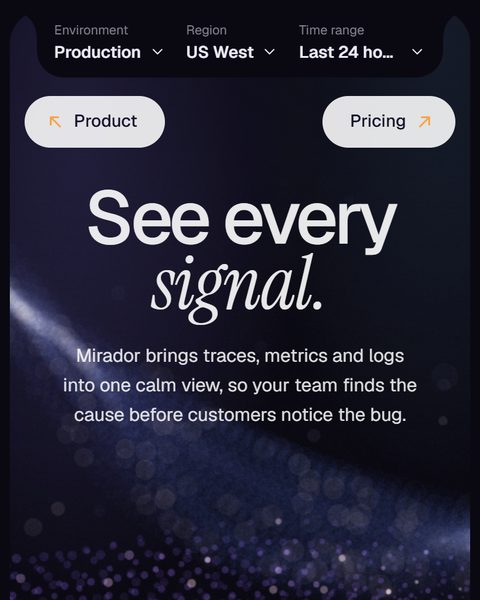 Environment Region Time range
Production US West Last 24 ho...
Product Pricing
See every
signal.
Mirador brings traces, metrics and logs
into one calm view, so your team finds the
cause before customers notice the bug.